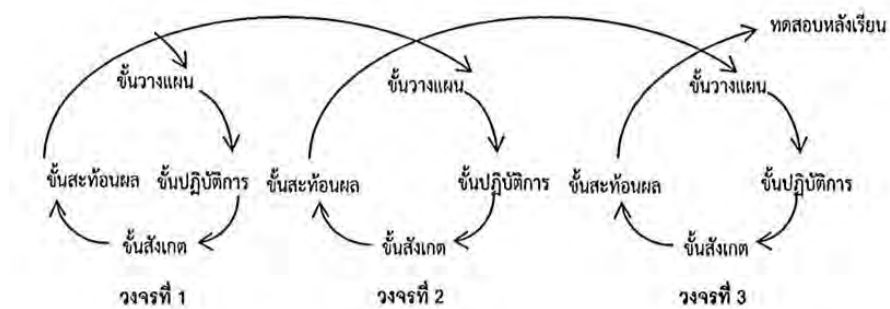 ทดสอบหลังเรียน
ขั้นวางแผน ขั้นวางแผน ขั้นวางแผน
ขั้นสะท้อนผล ขั้นปฏิบัติการ ขั้นสะท้อนผล ขั้นปฏิบัติการ ขั้นสะท้อนผล ขั้นปฏิบัติการ
ขั้นสังเกต ขั้นสังเกต ขั้นสังเกต
วงจรที่ 1 วงจรที่ 2 วงจรที่ 3